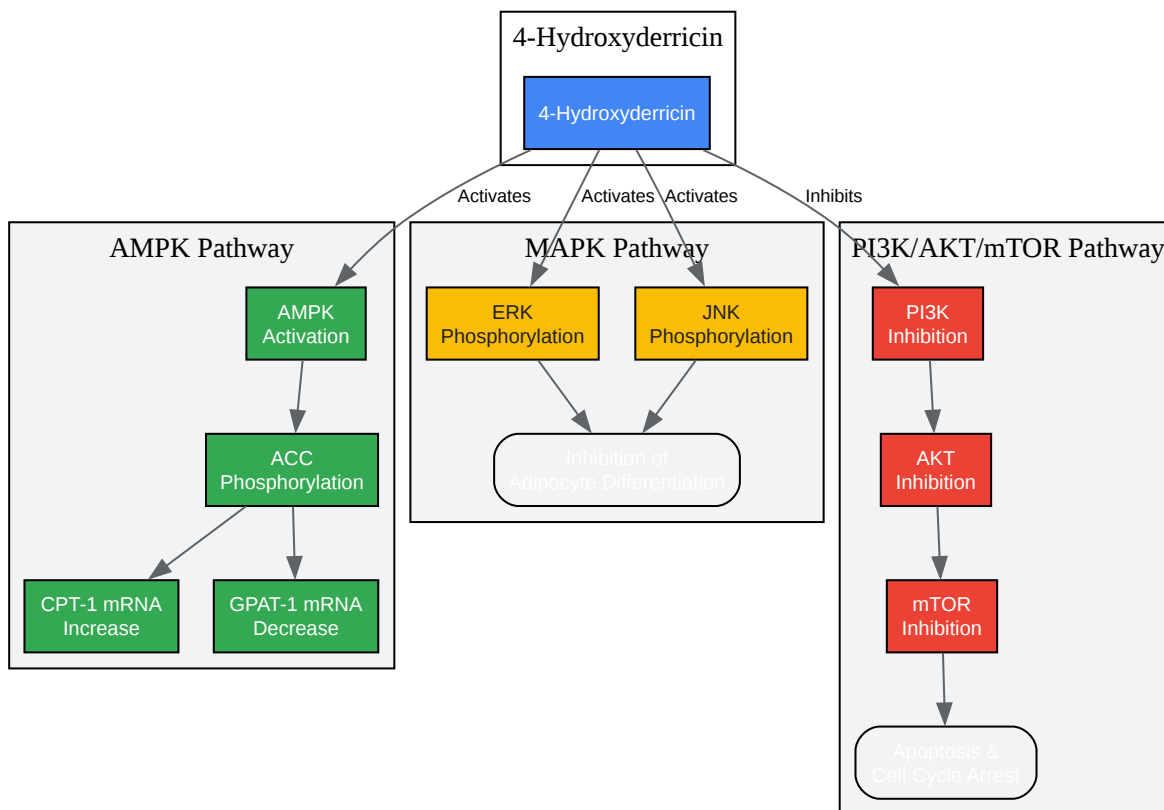 4-Hydroxyderricin
4-Hydroxyderricin
Activates
Activates
Activates
Inhibits
AMPK Pathway
MAPK Pathway
PI3K/AKT/mTOR Pathway
AMPK
Activation
ERK
Phosphorylation
JNK
Phosphorylation
PI3K
Inhibition
ACC
Phosphorylation
Inhibition of
Adipocyte Differentiation
AKT
Inhibition
CPT-1 mRNA
Increase
GPAT-1 mRNA
Decrease
mTOR
Inhibition
Apoptosis &
Cell Cycle Arrest